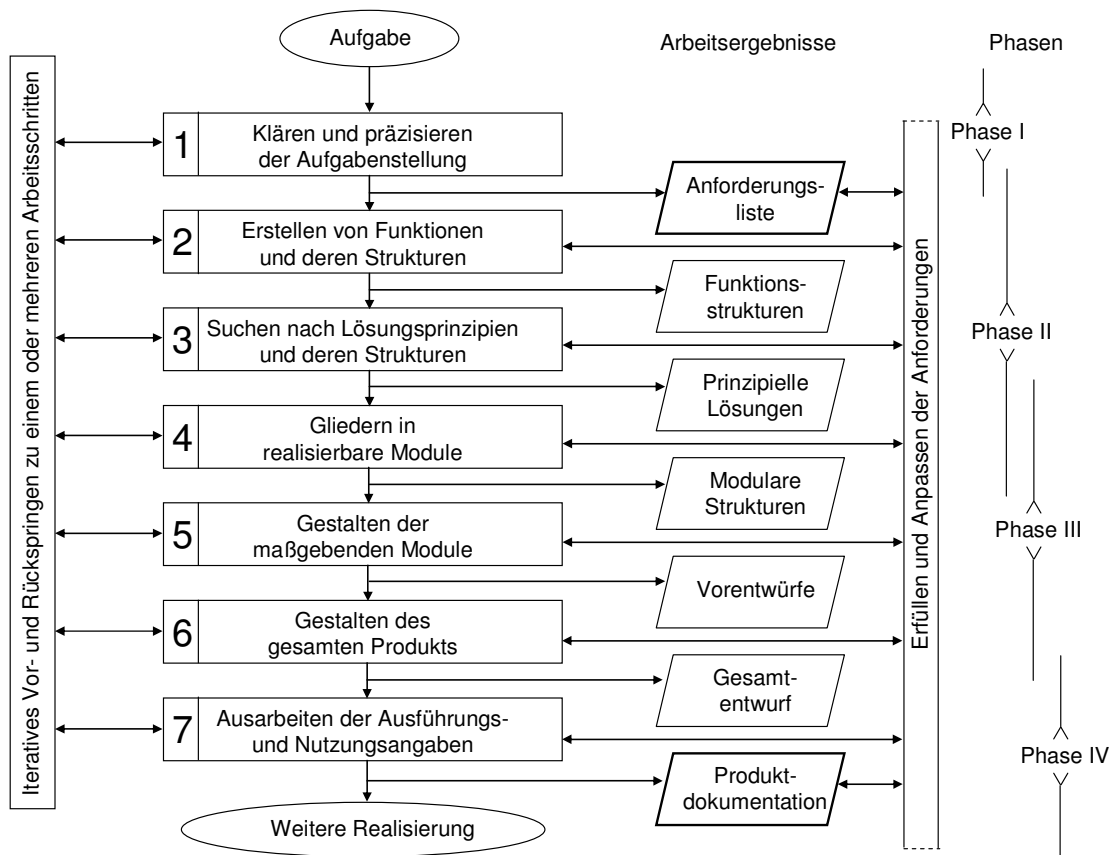 Aufgabe
Arbeitsergebnisse
Phasen
Iteratives Vor- und Rückspringen zu einem oder mehreren Arbeitsschritten
1
Klären und präzisieren
der Aufgabenstellung
Phase I
Anforderungs-
liste
2
Erstellen von Funktionen
und deren Strukturen
Funktions-
strukturen
3
Suchen nach Lösungsprinzipien
und deren Strukturen
Phase II
Prinzipielle
Lösungen
4
Gliedern in
realisierbare Module
Modulare
Strukturen
5
Gestalten der
maßgebenden Module
Phase III
Vorentwürfe
6
Gestalten des
gesamten Produkts
Gesamt-
entwurf
7
Ausarbeiten der Ausführungs-
und Nutzungsangaben
Phase IV
Produkt-
dokumentation
Weitere Realisierung
Erfüllen und Anpassen der Anforderungen